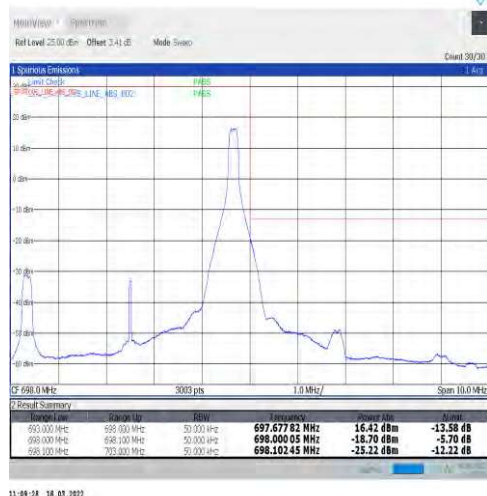 MultiView Spectrum
Ref Level 25.00 dBm Offset 3.41 dB Mode Sweep
Count 30/30
1 Spurious Emissions 1 Avg
Limit Check PASS
PASS
20 dBm
10 dBm
0 dBm
-10 dBm
-20 dBm
-30 dBm
-40 dBm
-50 dBm
-60 dBm
CF 698.0 MHz 3003 pts 1.0 MHz/ Span 10.0 MHz
2 Result Summary
Range Low Range Up RBW Frequency Power Abs ΔLimit
693.000 MHz 698.000 MHz 50.000 kHz 697.67782 MHz 16.42 dBm -13.58 dB
698.000 MHz 698.100 MHz 50.000 kHz 698.00005 MHz -18.70 dBm -5.70 dB
698.100 MHz 703.000 MHz 50.000 kHz 698.10245 MHz -25.22 dBm -12.22 dB
11:09:28 16.03.2022